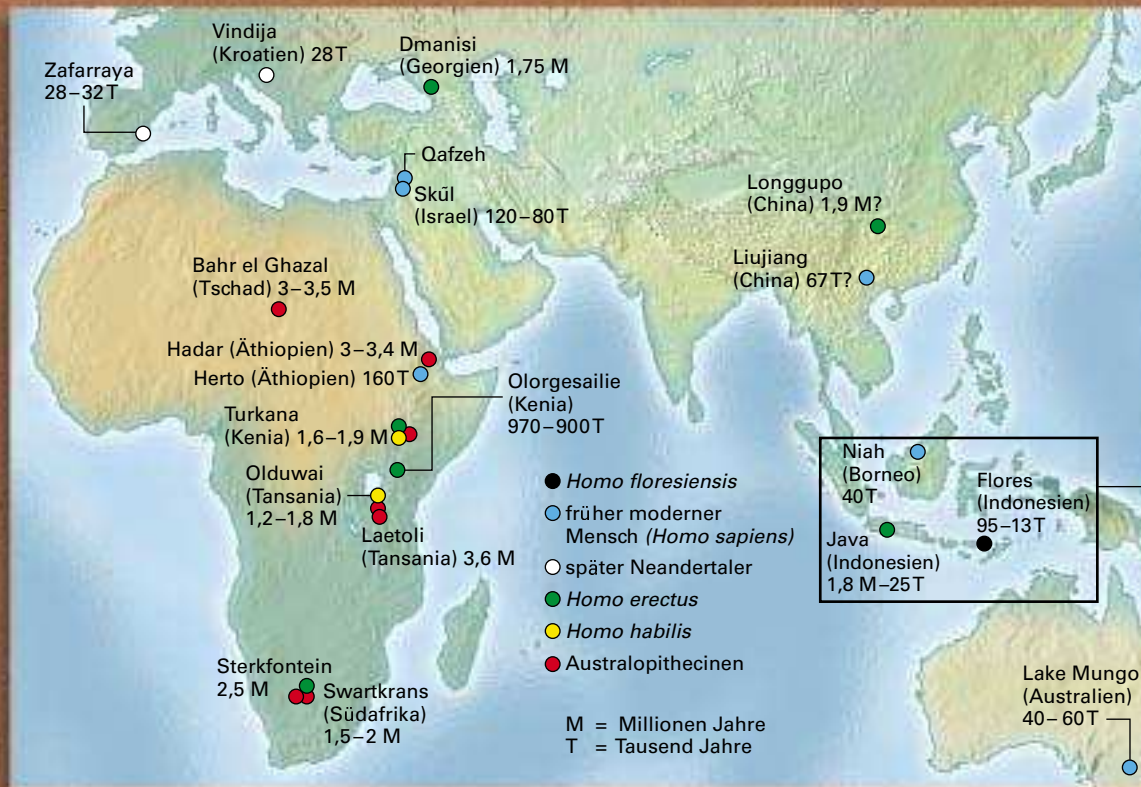 Vindija
(Kroatien) 28T
Zafarraya
28–32T
Dmanisi
(Georgien) 1,75 M
Qafzeh
Skūl
(Israel) 120–80T
Longgupo
(China) 1,9 M?
Liujiang
(China) 67T?
Bahr el Ghazal
(Tschad) 3–3,5 M
Hadar (Äthiopien) 3–3,4 M
Herto (Äthiopien) 160T
Olorgesailie
(Kenia)
970–900T
Turkana
(Kenia) 1,6–1,9 M
Olduwai
(Tansania)
1,2–1,8 M
Laetoli
(Tansania) 3,6 M
Niah
(Borneo)
40T
Flores
(Indonesien)
95–13T
Java
(Indonesien)
1,8 M–25T
Homo floresiensis
früher moderner
Mensch (Homo sapiens)
später Neandertaler
Homo erectus
Homo habilis
Australopithecinen
Sterkfontein
2,5 M
Swartkrans
(Südafrika)
1,5–2 M
M = Millionen Jahre
T = Tausend Jahre
Lake Mungo
(Australien)
40–60T